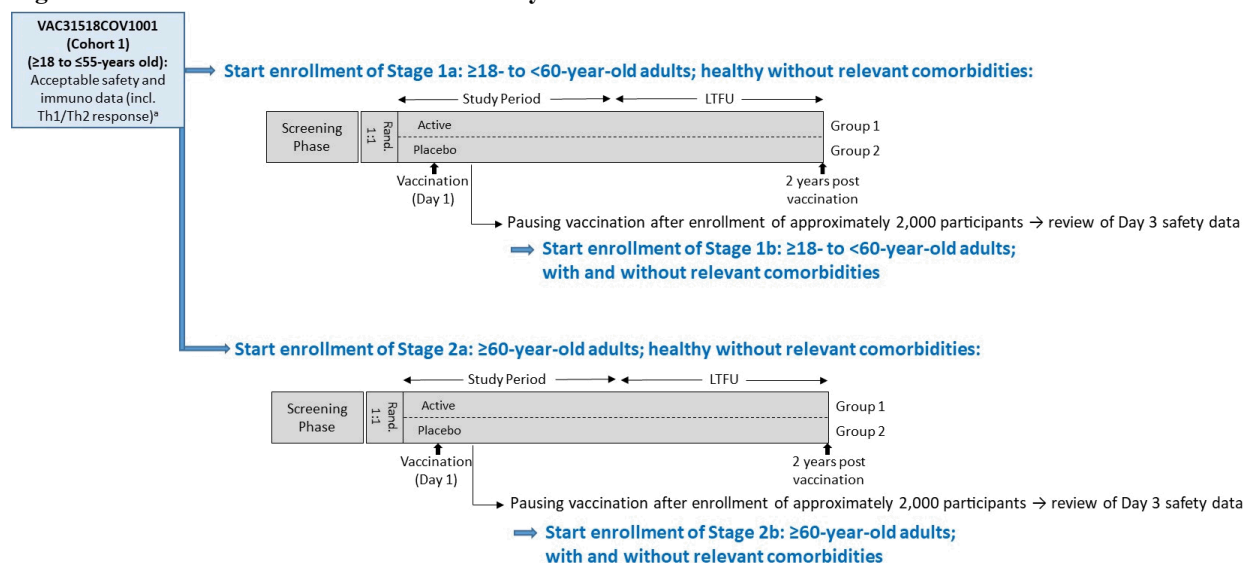 VAC31518COV1001
(Cohort 1)
(≥18 to ≤55-years old):
Acceptable safety and
immuno data (incl.
Th1/Th2 response)ᵃ
Start enrollment of Stage 1a: ≥18- to <60-year-old adults; healthy without relevant comorbidities:
Study Period
LTFU
Screening
Phase
Rand.
1:1
Active
Placebo
Group 1
Group 2
Vaccination
(Day 1)
2 years post
vaccination
Pausing vaccination after enrollment of approximately 2,000 participants → review of Day 3 safety data
Start enrollment of Stage 1b: ≥18- to <60-year-old adults;
with and without relevant comorbidities
Start enrollment of Stage 2a: ≥60-year-old adults; healthy without relevant comorbidities:
Study Period
LTFU
Screening
Phase
Rand.
1:1
Active
Placebo
Group 1
Group 2
Vaccination
(Day 1)
2 years post
vaccination
Pausing vaccination after enrollment of approximately 2,000 participants → review of Day 3 safety data
Start enrollment of Stage 2b: ≥60-year-old adults;
with and without relevant comorbidities